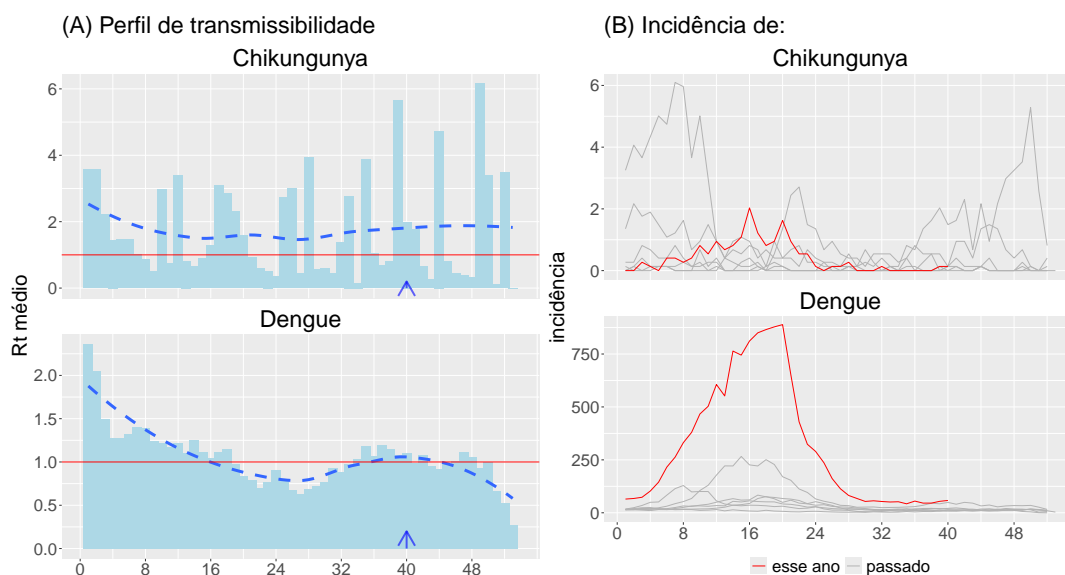 (A) Perfil de transmissibilidade
Chikungunya
6
4
2
0
Dengue
2.0
1.5
1.0
0.5
0.0
0 8 16 24 32 40 48
Rt médio
(B) Incidência de:
Chikungunya
6
4
2
0
Dengue
750
500
250
0
0 8 16 24 32 40 48
incidência
esse ano passado